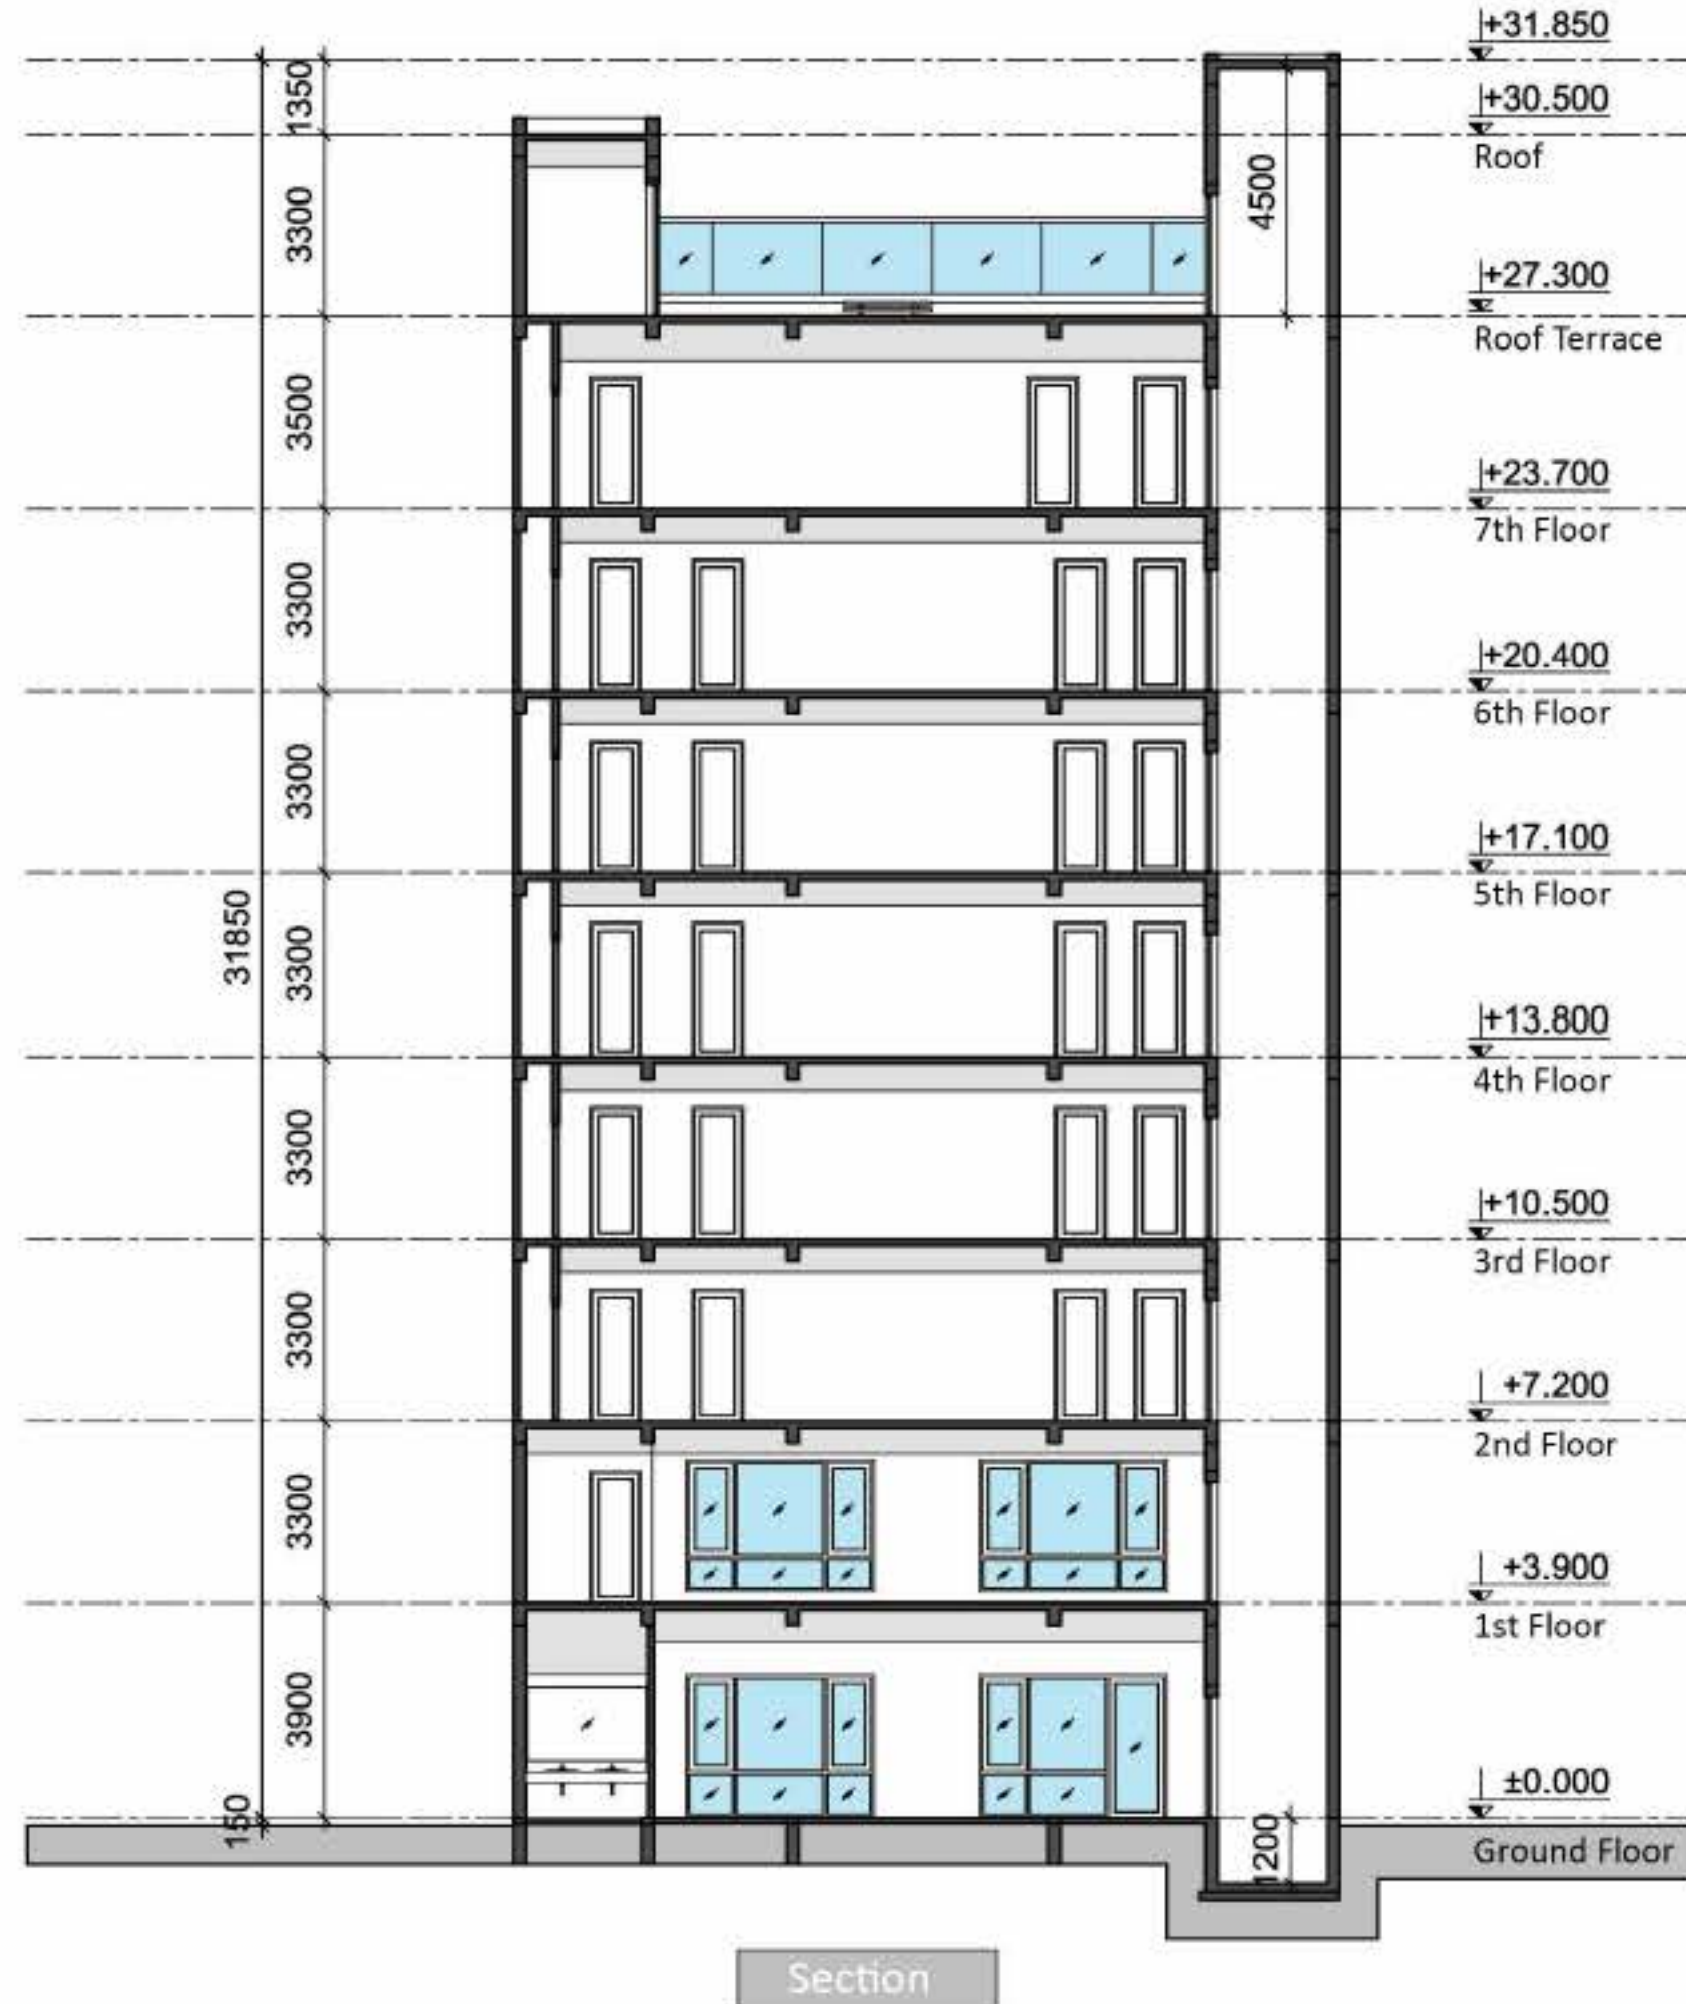 +31.850
1350
+30.500
Roof
3300
4500
+27.300
Roof Terrace
3500
+23.700
7th Floor
3300
+20.400
6th Floor
3300
+17.100
5th Floor
31850
3300
+13.800
4th Floor
3300
+10.500
3rd Floor
3300
+7.200
2nd Floor
3300
+3.900
1st Floor
3900
±0.000
150
1200
Ground Floor
Section